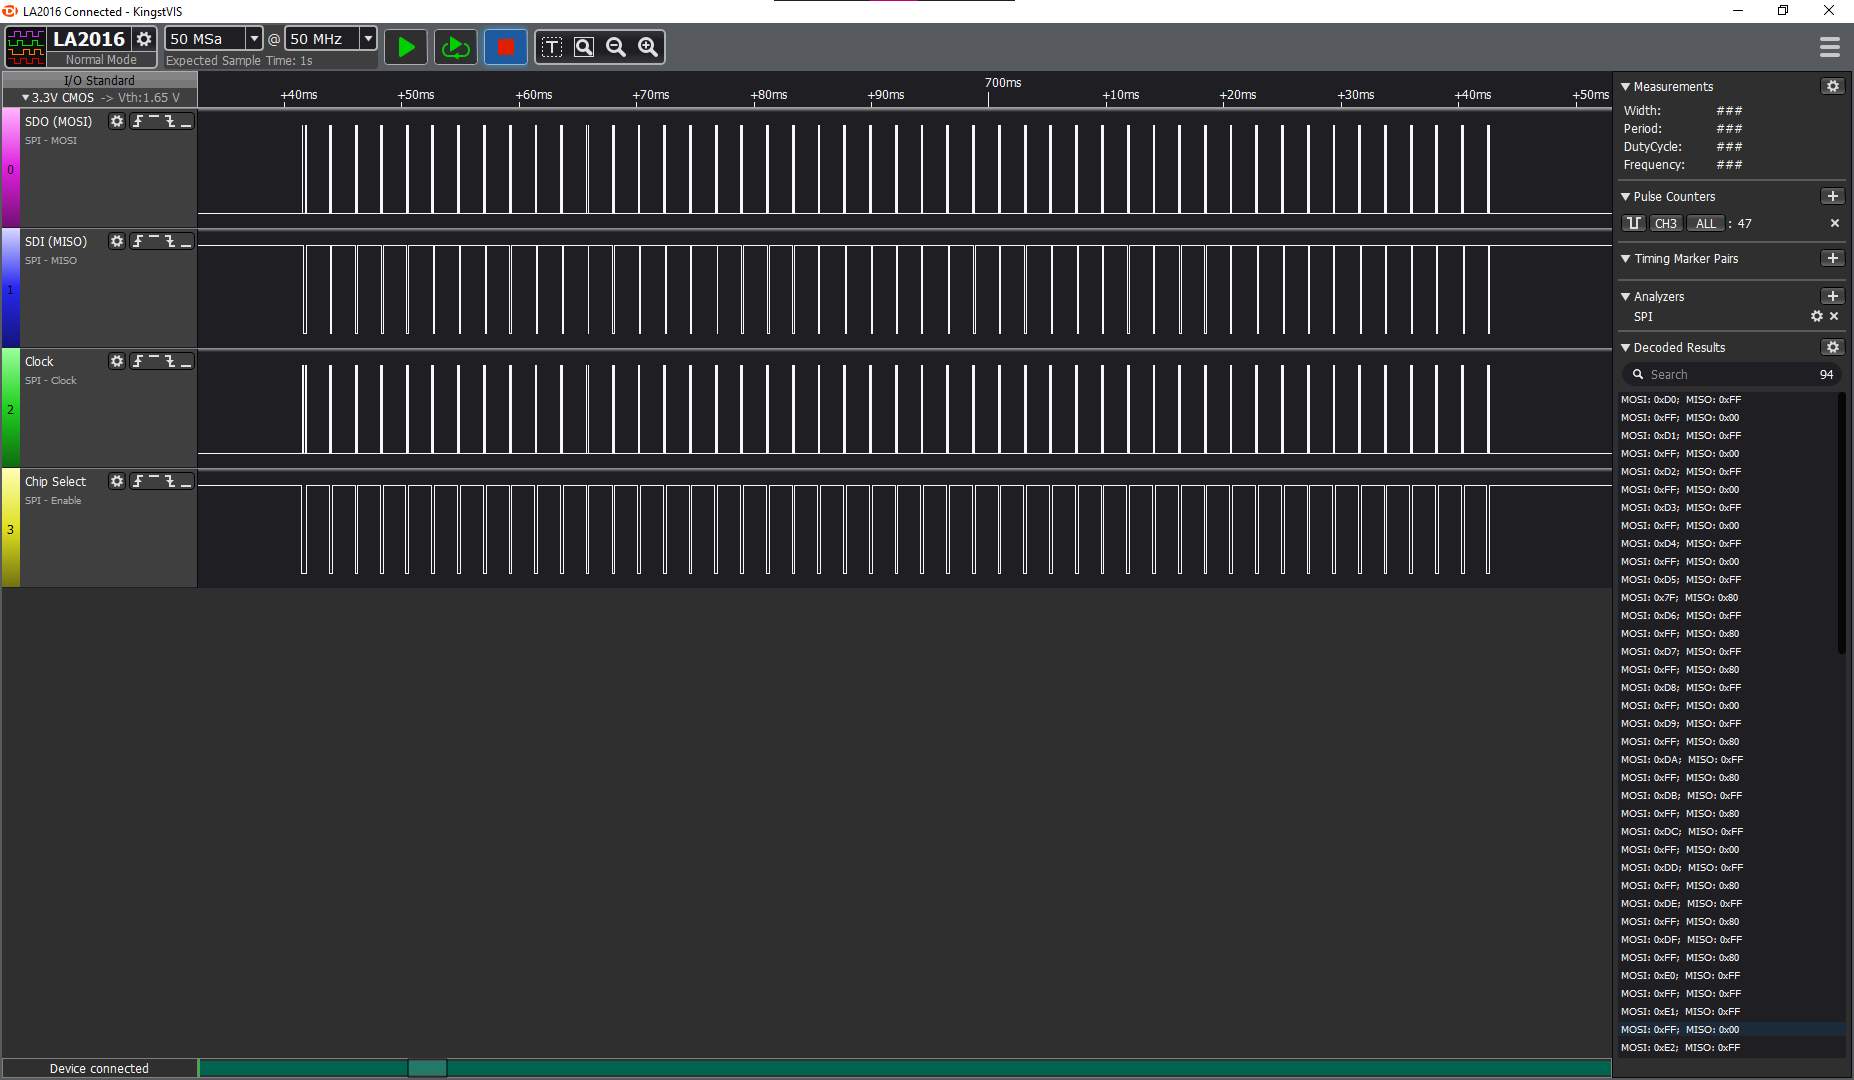 LA2016 Connected - KingstVIS
LA2016
Normal Mode
50 MSa @ 50 MHz
Expected Sample Time: 1s
T
I/O Standard
3.3V CMOS -> Vth:1.65 V
700ms
+40ms +50ms +60ms +70ms +80ms +90ms +10ms +20ms +30ms +40ms +50ms
0
SDO (MOSI)
SPI - MOSI
1
SDI (MISO)
SPI - MISO
2
Clock
SPI - Clock
3
Chip Select
SPI - Enable
Measurements
Width: ###
Period: ###
DutyCycle: ###
Frequency: ###
Pulse Counters
CH3 ALL : 47
Timing Marker Pairs
Analyzers
SPI
Decoded Results
Search 94
MOSI: 0xD0; MISO: 0xFF
MOSI: 0xFF; MISO: 0x00
MOSI: 0xD1; MISO: 0xFF
MOSI: 0xFF; MISO: 0x00
MOSI: 0xD2; MISO: 0xFF
MOSI: 0xFF; MISO: 0x00
MOSI: 0xD3; MISO: 0xFF
MOSI: 0xFF; MISO: 0x00
MOSI: 0xD4; MISO: 0xFF
MOSI: 0xFF; MISO: 0x00
MOSI: 0xD5; MISO: 0xFF
MOSI: 0x7F; MISO: 0x80
MOSI: 0xD6; MISO: 0xFF
MOSI: 0xFF; MISO: 0x80
MOSI: 0xD7; MISO: 0xFF
MOSI: 0xFF; MISO: 0x80
MOSI: 0xD8; MISO: 0xFF
MOSI: 0xFF; MISO: 0x00
MOSI: 0xD9; MISO: 0xFF
MOSI: 0xFF; MISO: 0x80
MOSI: 0xDA; MISO: 0xFF
MOSI: 0xFF; MISO: 0x80
MOSI: 0xDB; MISO: 0xFF
MOSI: 0xFF; MISO: 0x80
MOSI: 0xDC; MISO: 0xFF
MOSI: 0xFF; MISO: 0x00
MOSI: 0xDD; MISO: 0xFF
MOSI: 0xFF; MISO: 0x80
MOSI: 0xDE; MISO: 0xFF
MOSI: 0xFF; MISO: 0x80
MOSI: 0xDF; MISO: 0xFF
MOSI: 0xFF; MISO: 0x80
MOSI: 0xE0; MISO: 0xFF
MOSI: 0xFF; MISO: 0xFF
MOSI: 0xE1; MISO: 0xFF
MOSI: 0xFF; MISO: 0x00
MOSI: 0xE2; MISO: 0xFF
Device connected